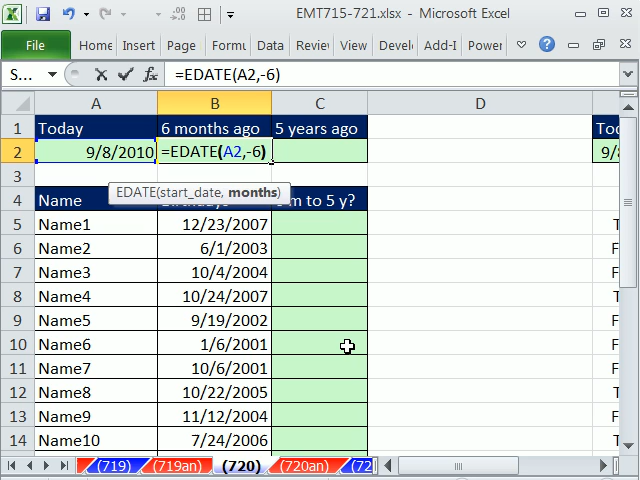 EMT715-721.xlsx - Microsoft Excel
File Home Insert Page Formu Data Review View Devel Add-I Power
S... fx =EDATE(A2,-6)
A B C D
1 Today 6 months ago 5 years ago
2 9/8/2010 =EDATE(A2,-6) 9/8
3
EDATE(start_date, months)
4 Name m to 5 y?
5 Name1 12/23/2007 T
6 Name2 6/1/2003 F
7 Name3 10/4/2004 F
8 Name4 10/24/2007 T
9 Name5 9/19/2002 F
10 Name6 1/6/2001 F
11 Name7 10/6/2001 F
12 Name8 10/22/2005 T
13 Name9 11/12/2004 F
14 Name10 7/24/2006 T
(719) (719an) (720) (720an) (72